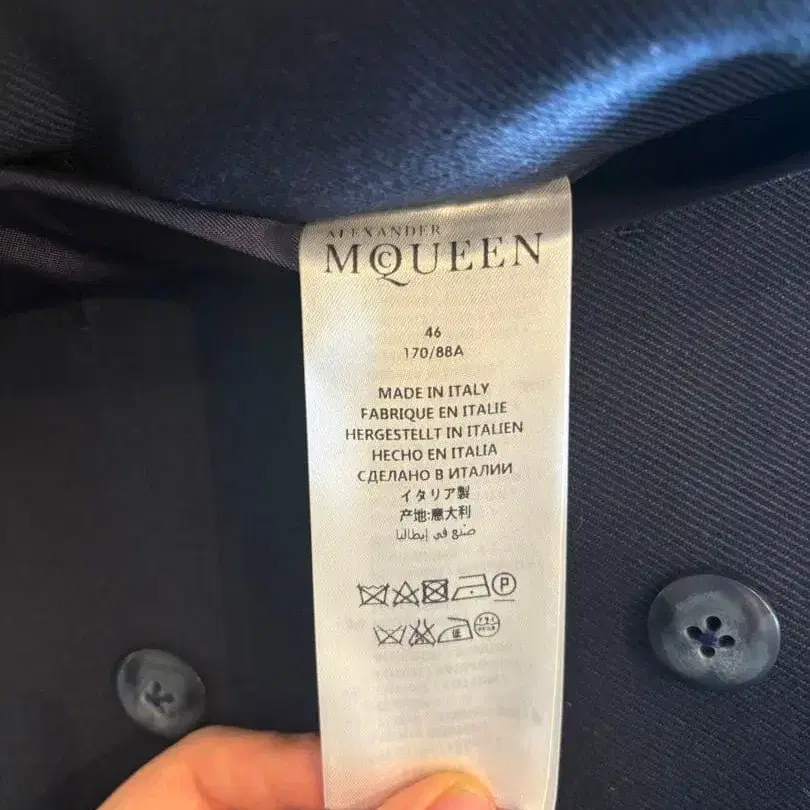 ALEXANDER
MCQUEEN
46
170/88A
MADE IN ITALY
FABRIQUE EN ITALIE
HERGESTELLT IN ITALIEN
HECHO EN ITALIA
СДЕЛАНО В ИТАЛИИ
イタリア製
产地:意大利
صنع في إيطاليا
P